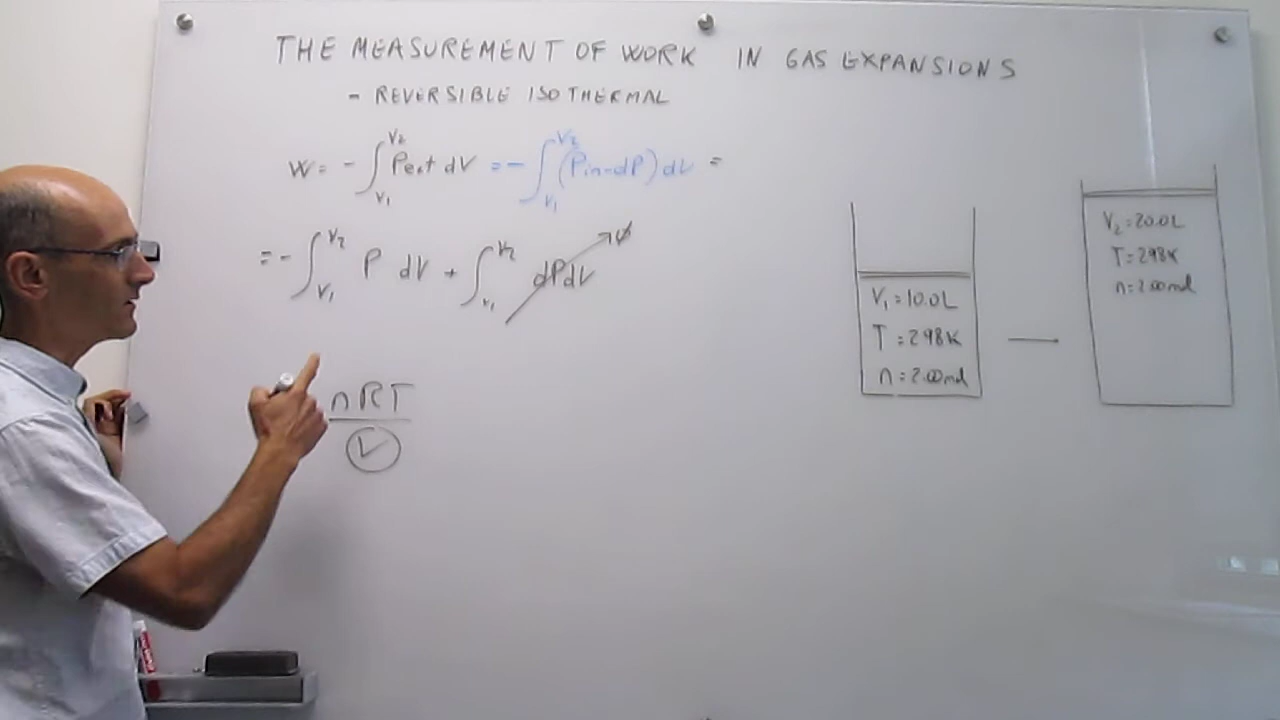 THE MEASUREMENT OF WORK IN GAS EXPANSIONS
- REVERSIBLE ISOTHERMAL
W = - ∫_{V₁}^{V₂} Pext dV = - ∫_{V₁}^{V₂} (Pin-dP) dV =
= - ∫_{V₁}^{V₂} P dV + ∫_{V₁}^{V₂} dPdV → ∅
nRT
V
V₁ = 10.0L
T = 298K
n = 2.00mol
V₂ = 20.0L
T = 298K
n = 2.00mol